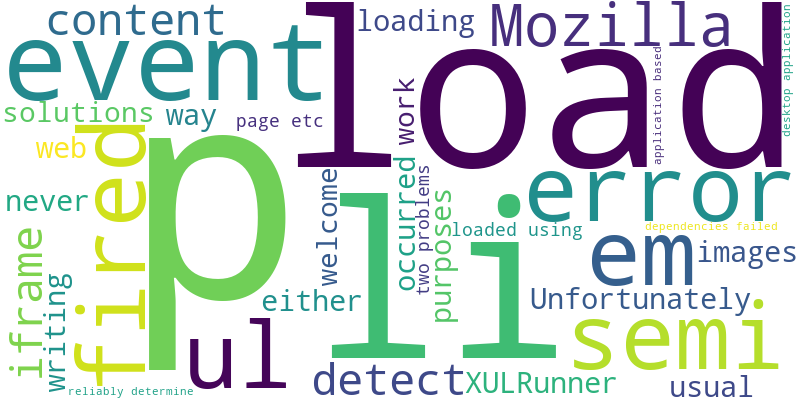 content
loading
Mozilla
load
desktop application
event
solutions
way
page etc
work
application based
web
fired
p
error
never
welcome
occurred
two problems
purposes
li
loaded using
dependencies failed
em
images
iframe
writing
either
Unfortunately
semi
ul
detect
XULRunner
usual
reliably determine